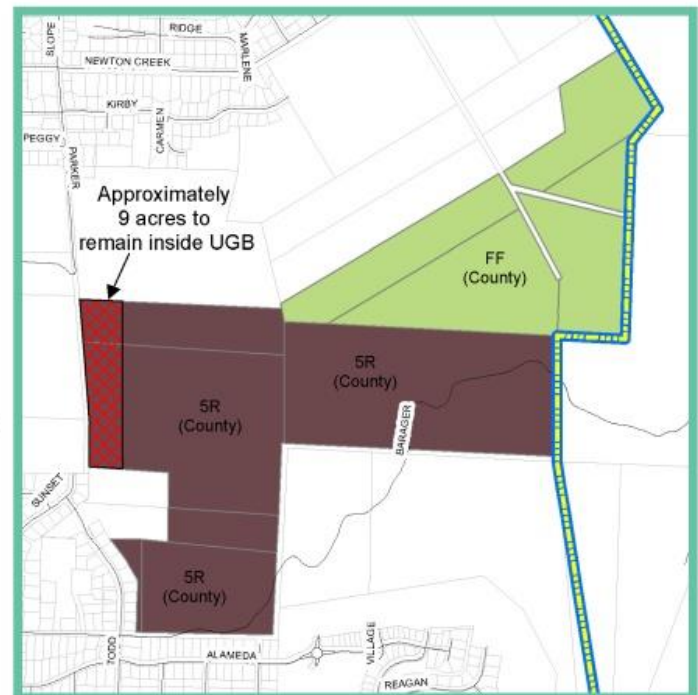 SLOPE
RIDGE
MARLENE
NEWTON CREEK
KIRBY
CARMEN
PEGGY
PARKER
Approximately
9 acres to
remain inside UGB
FF
(County)
5R
(County)
5R
(County)
BARAGER
SUNSET
5R
(County)
TODD
ALAMEDA
VILLAGE
REAGAN